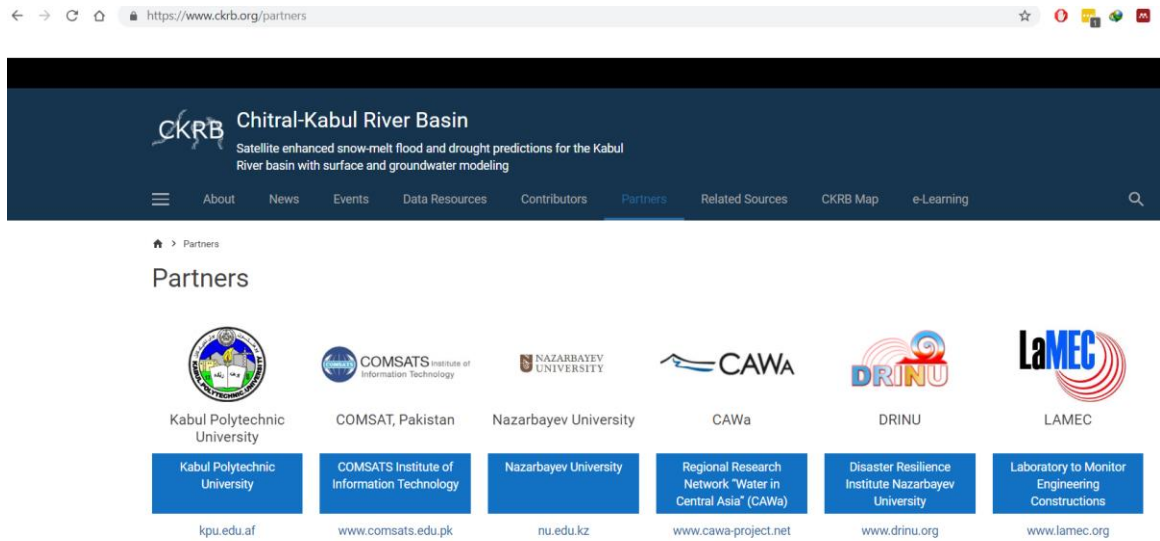 https://www.ckrb.org/partners
1
CKRB
Chitral-Kabul River Basin
Satellite enhanced snow-melt flood and drought predictions for the Kabul
River basin with surface and groundwater modeling
About News Events Data Resources Contributors Partners Related Sources CKRB Map e-Learning
> Partners
Partners
COMSATS Institute of
Information Technology
NAZARBAYEV
UNIVERSITY
CAWa
DRINU
LaMEC
Kabul Polytechnic
University
COMSAT, Pakistan
Nazarbayev University
CAWa
DRINU
LAMEC
Kabul Polytechnic
University
COMSATS Institute of
Information Technology
Nazarbayev University
Regional Research
Network "Water in
Central Asia" (CAWa)
Disaster Resilience
Institute Nazarbayev
University
Laboratory to Monitor
Engineering
Constructions
kpu.edu.af
www.comsats.edu.pk
nu.edu.kz
www.cawa-project.net
www.drinu.org
www.lamec.org